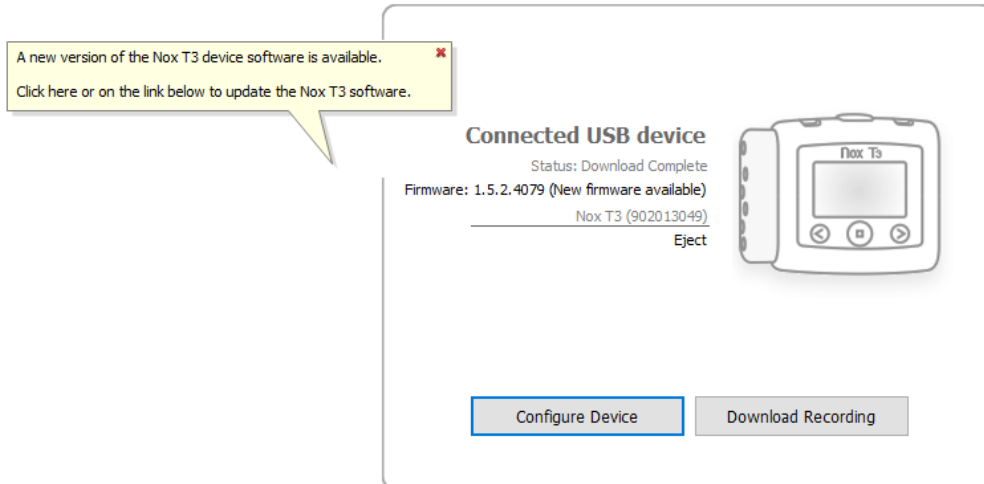 A new version of the Nox T3 device software is available.
Click here or on the link below to update the Nox T3 software.
Connected USB device
Status: Download Complete
Firmware: 1.5.2.4079 (New firmware available)
Nox T3 (902013049)
Eject
Nox T3
Configure Device
Download Recording